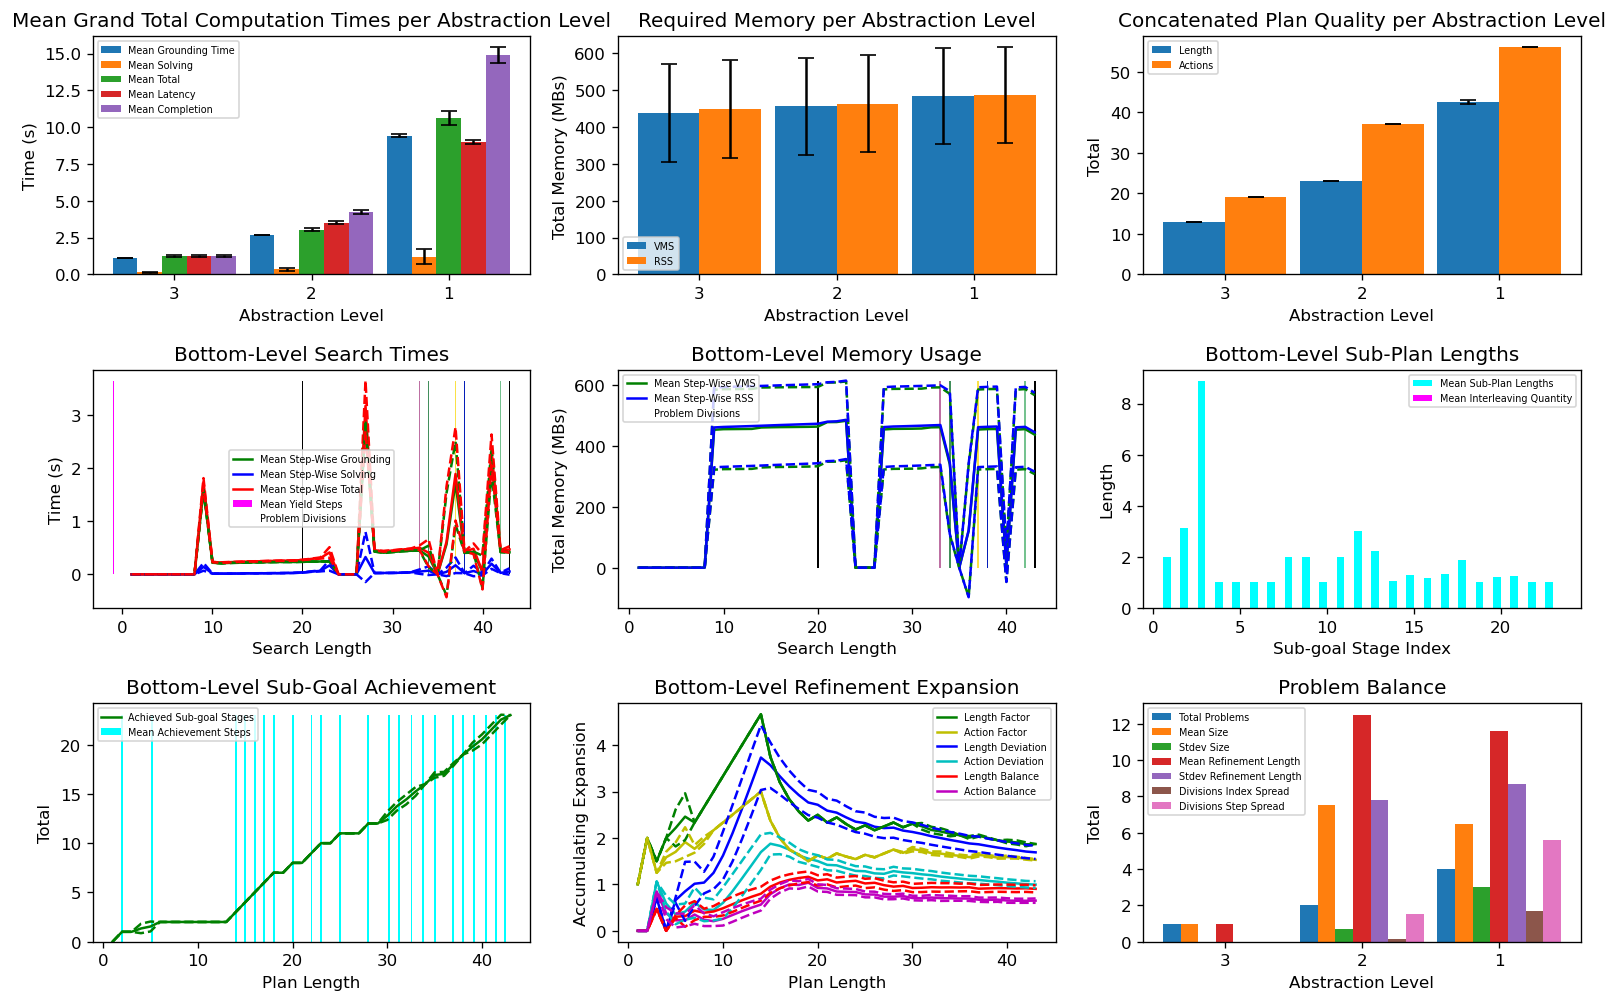 Mean Grand Total Computation Times per Abstraction Level
Time (s)
15.0
12.5
10.0
7.5
5.0
2.5
0.0
Mean Grounding Time
Mean Solving
Mean Total
Mean Latency
Mean Completion
3 2 1
Abstraction Level
Required Memory per Abstraction Level
Total Memory (MBs)
600
500
400
300
200
100
0
VMS
RSS
3 2 1
Abstraction Level
Concatenated Plan Quality per Abstraction Level
Total
50
40
30
20
10
0
Length
Actions
3 2 1
Abstraction Level
Bottom-Level Search Times
Time (s)
3
2
1
0
Mean Step-Wise Grounding
Mean Step-Wise Solving
Mean Step-Wise Total
Mean Yield Steps
Problem Divisions
0 10 20 30 40
Search Length
Bottom-Level Memory Usage
Total Memory (MBs)
600
400
200
0
Mean Step-Wise VMS
Mean Step-Wise RSS
Problem Divisions
0 10 20 30 40
Search Length
Bottom-Level Sub-Plan Lengths
Length
8
6
4
2
0
Mean Sub-Plan Lengths
Mean Interleaving Quantity
0 5 10 15 20
Sub-goal Stage Index
Bottom-Level Sub-Goal Achievement
Total
20
15
10
5
0
Achieved Sub-goal Stages
Mean Achievement Steps
0 10 20 30 40
Plan Length
Bottom-Level Refinement Expansion
Accumulating Expansion
4
3
2
1
0
Length Factor
Action Factor
Length Deviation
Action Deviation
Length Balance
Action Balance
0 10 20 30 40
Plan Length
Problem Balance
Total
12
10
8
6
4
2
0
Total Problems
Mean Size
Stdev Size
Mean Refinement Length
Stdev Refinement Length
Divisions Index Spread
Divisions Step Spread
3 2 1
Abstraction Level